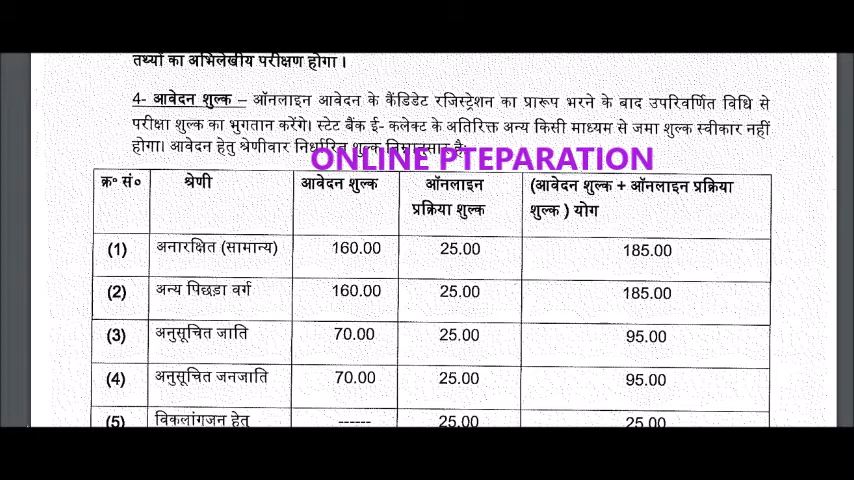 तथ्यों का अभिलेखीय परीक्षण होगा ।
4- आवेदन शुल्क – ऑनलाइन आवेदन के कैंडिडेट रजिस्ट्रेशन का प्रारूप भरने के बाद उपरिवर्णित विधि से
परीक्षा शुल्क का भुगतान करेंगे। स्टेट बैंक ई- कलेक्ट के अतिरिक्त अन्य किसी माध्यम से जमा शुल्क स्वीकार नहीं
होगा। आवेदन हेतु श्रेणीवार निर्धारित शुल्क निम्नानुसार है:
ONLINE PTEPARATION
क्र॰ सं॰ श्रेणी आवेदन शुल्क ऑनलाइन प्रक्रिया शुल्क (आवेदन शुल्क + ऑनलाइन प्रक्रिया शुल्क ) योग
(1) अनारक्षित (सामान्य) 160.00 25.00 185.00
(2) अन्य पिछड़ा वर्ग 160.00 25.00 185.00
(3) अनुसूचित जाति 70.00 25.00 95.00
(4) अनुसूचित जनजाति 70.00 25.00 95.00
(5) विकलांगजन हेतु ------ 25.00 25.00